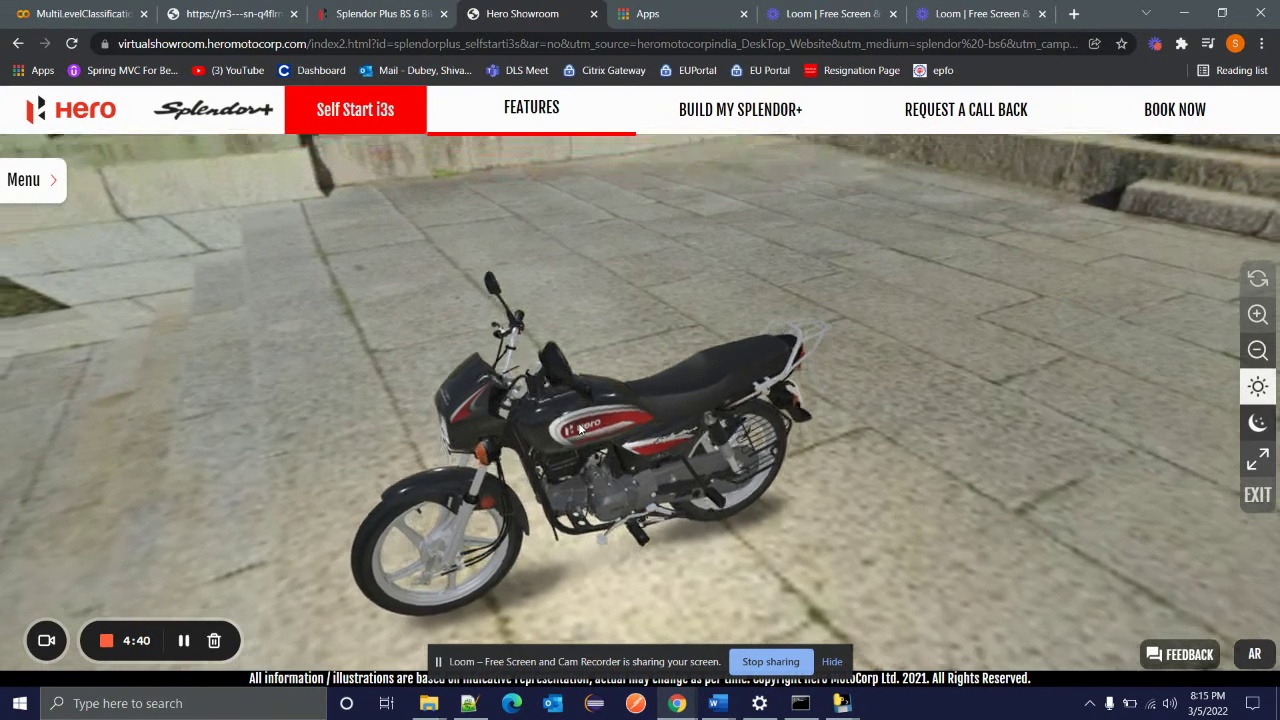 MultiLevelClassificatio
https://rr3---sn-q4flm
Splendor Plus BS 6 Bi
Hero Showroom
Apps
Loom | Free Screen &
Loom | Free Screen &
virtualshowroom.heromotocorp.com/index2.html?id=splendorplus_selfstarti3s&at=no&utm_source=heromotocorpindia_DeskTop_Website&utm_medium=splendor%20-bs6&utm_camp...
S
Apps
Spring MVC For Be...
(3) YouTube
Dashboard
Mail - Dubey, Shiva...
DLS Meet
Citrix Gateway
EUPortal
EU Portal
Resignation Page
epfo
Reading list
Hero
Splendor+
Self Start i3s
FEATURES
BUILD MY SPLENDOR+
REQUEST A CALL BACK
BOOK NOW
Menu
Hero
EXIT
4:40
Loom – Free Screen and Cam Recorder is sharing your screen.
Stop sharing
Hide
FEEDBACK
AR
All information / illustrations are based on indicative representation, actual may change as per time. Copyright Hero MotoCorp Ltd. 2021. All Rights Reserved.
Type here to search
8:15 PM
3/5/2022